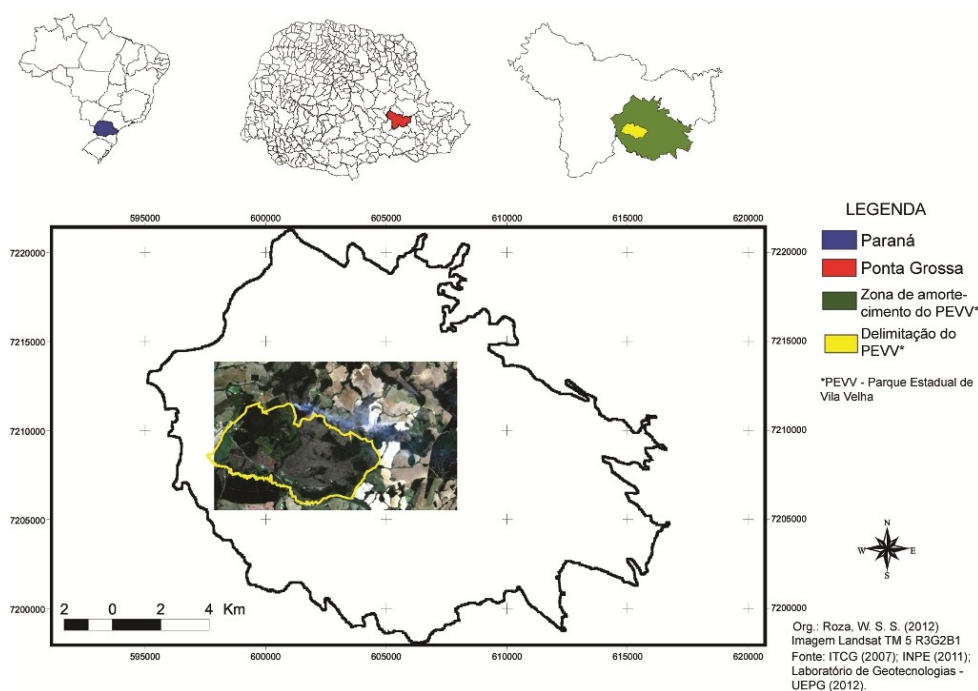 595000 600000 605000 610000 615000 620000
7220000 7220000
7215000 7215000
7210000 7210000
7205000 7205000
7200000 7200000
2 0 2 4 Km
595000 600000 605000 610000 615000 620000
LEGENDA
Paraná
Ponta Grossa
Zona de amorte-
cimento do PEVV*
Delimitação do
PEVV*
*PEVV - Parque Estadual de
Vila Velha
N
W E
S
Org.: Roza, W. S. S. (2012)
Imagem Landsat TM 5 R3G2B1
Fonte: ITCG (2007); INPE (2011);
Laboratório de Geotecnologias -
UEPG (2012).